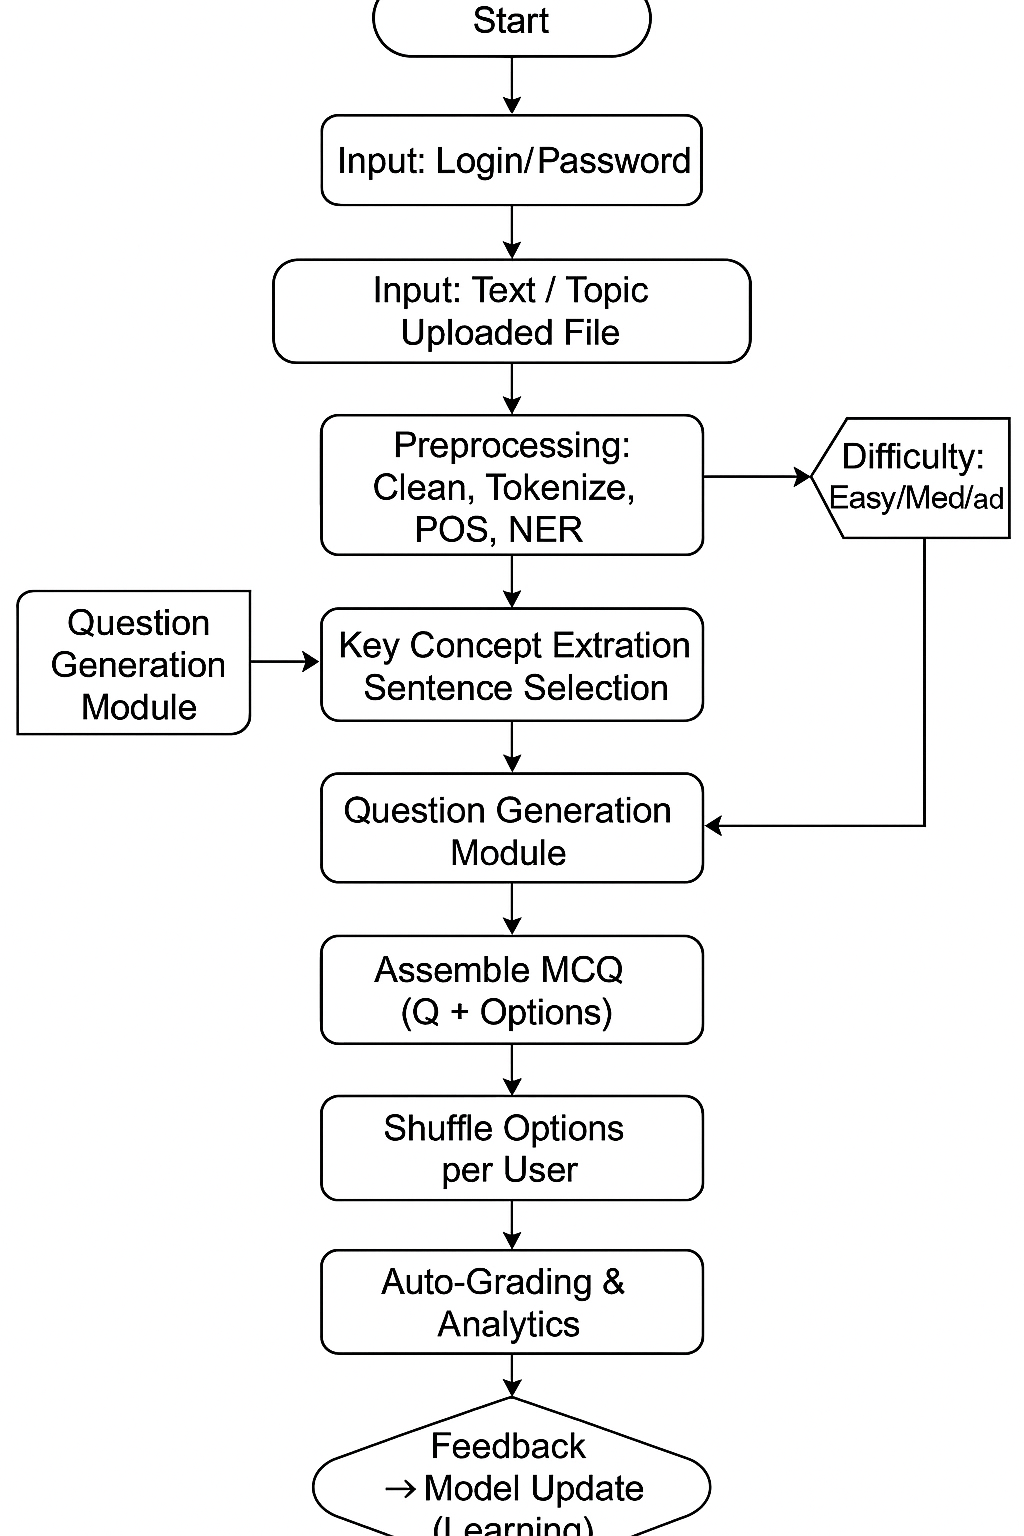 Start
Input: Login/Password
Input: Text / Topic
Uploaded File
Preprocessing:
Clean, Tokenize,
POS, NER
Difficulty:
Easy/Med/ad
Question
Generation
Module
Key Concept Extration
Sentence Selection
Question Generation
Module
Assemble MCQ
(Q + Options)
Shuffle Options
per User
Auto-Grading &
Analytics
Feedback
→ Model Update
(Learning)